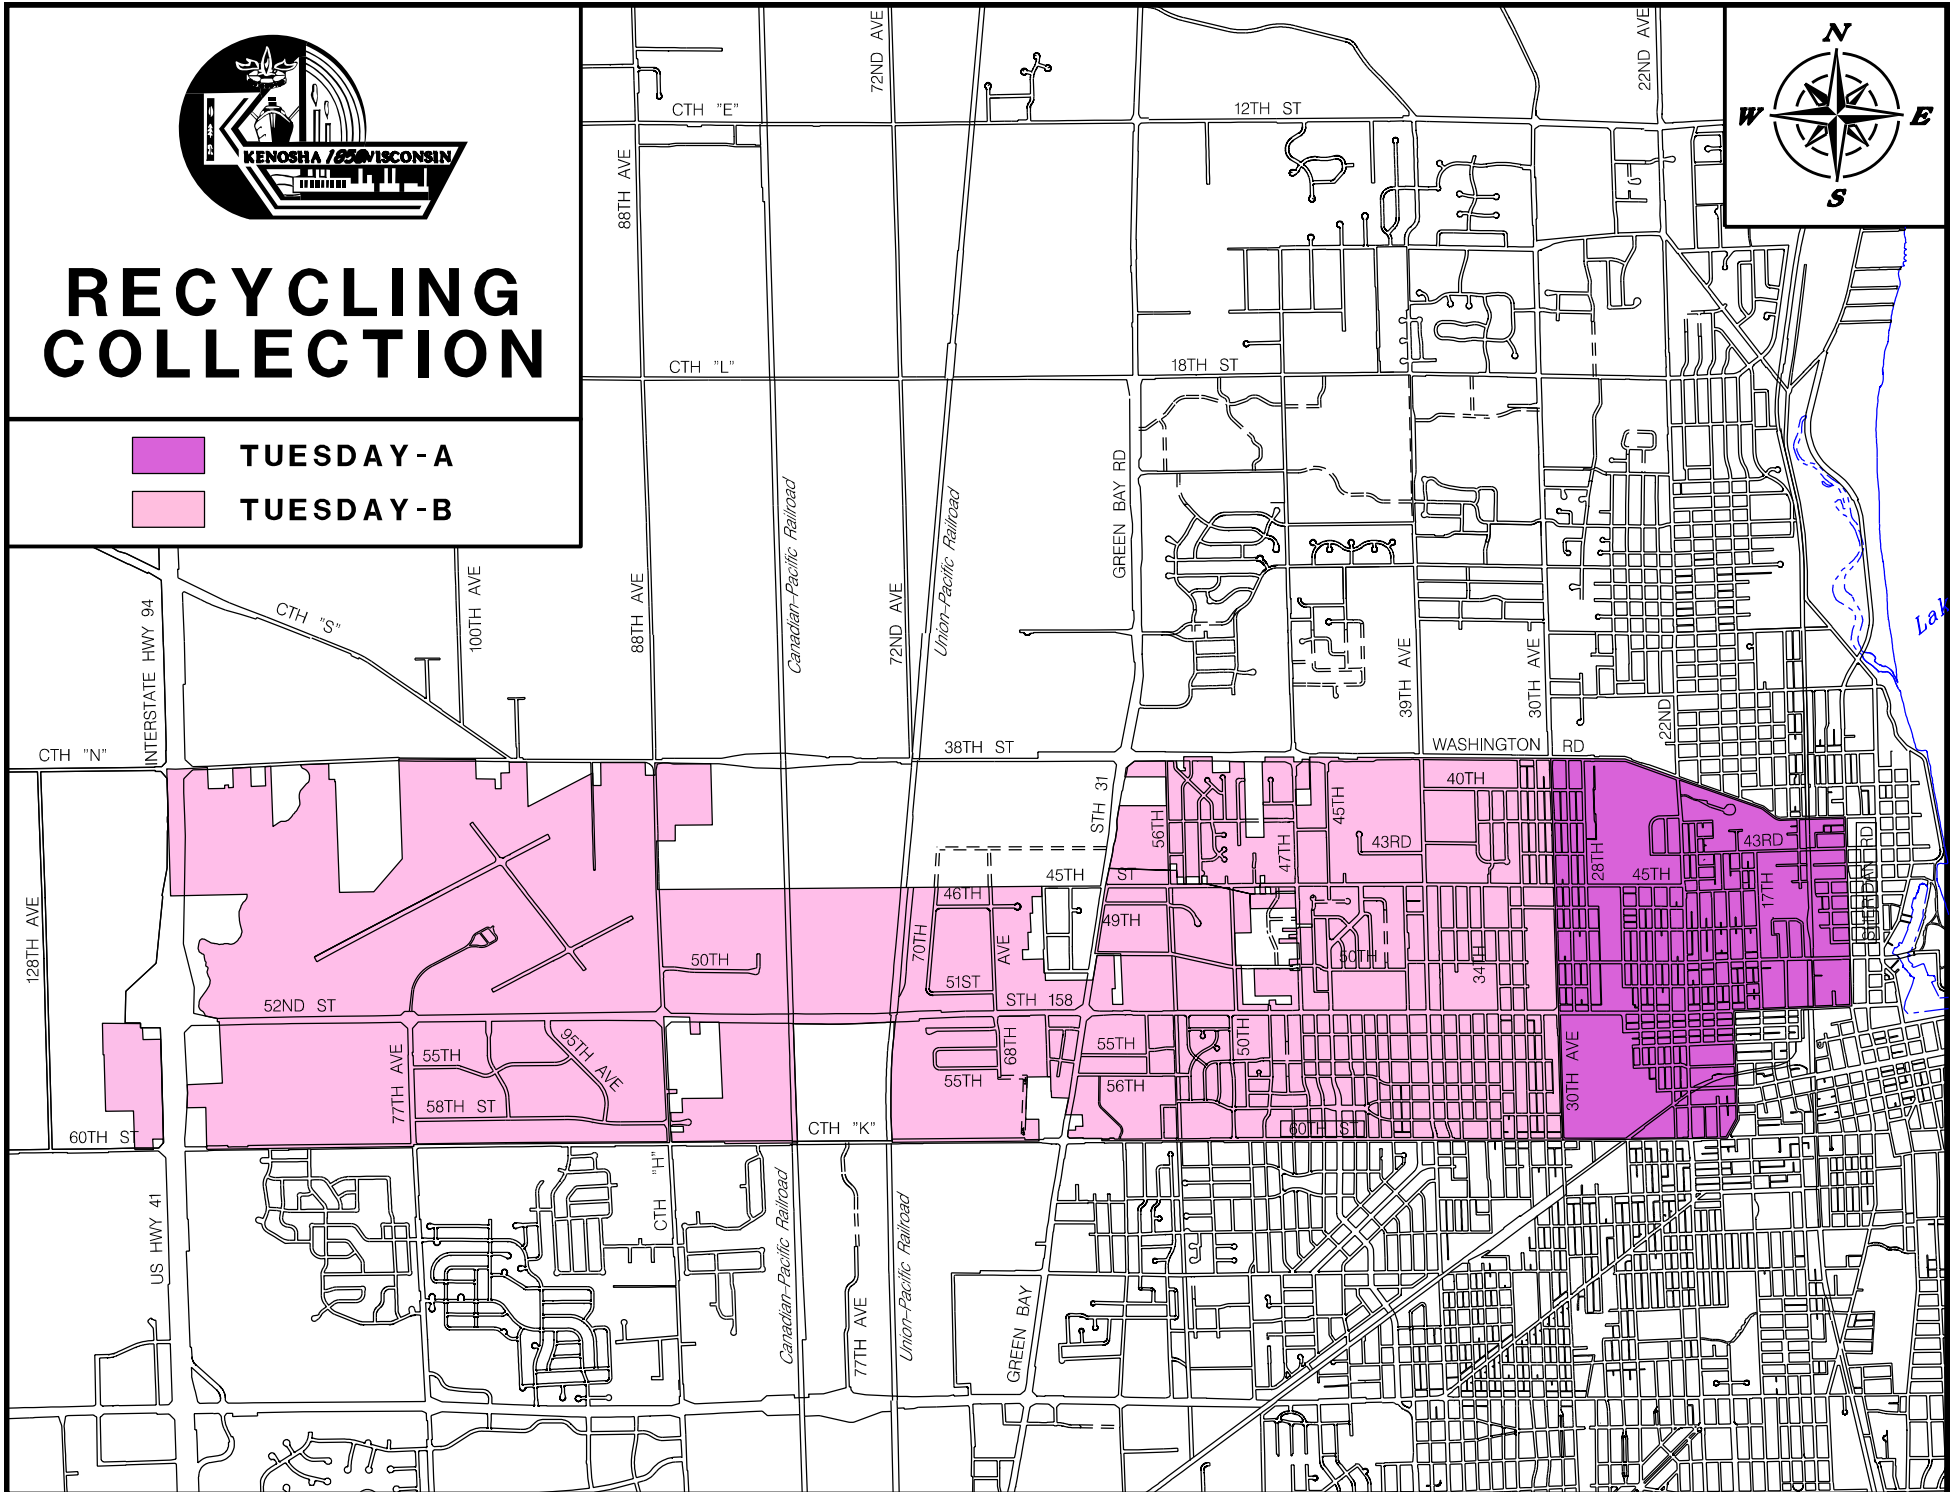 KENOSHA 1850 WISCONSIN
RECYCLING
COLLECTION
TUESDAY-A
TUESDAY-B
N
W
E
S
72ND AVE
22ND AVE
CTH "E"
12TH ST
88TH AVE
CTH "L"
18TH ST
GREEN BAY RD
Canadian-Pacific Railroad
Union-Pacific Railroad
INTERSTATE HWY 94
CTH "S"
100TH AVE
88TH AVE
72ND AVE
39TH AVE
30TH AVE
22ND
Lak
CTH "N"
38TH ST
WASHINGTON RD
STH 31
56TH
47TH
45TH
40TH
43RD
28TH
43RD
45TH
17TH
SHERIDAN RD
45TH ST
46TH
49TH
128TH AVE
70TH
AVE
50TH
50TH
34TH
51ST
52ND ST
STH 158
77TH AVE
55TH
95TH AVE
58TH ST
68TH
55TH
55TH
56TH
50TH
30TH AVE
60TH ST
CTH "K"
60TH ST
US HWY 41
CTH "H"
Canadian-Pacific Railroad
77TH AVE
Union-Pacific Railroad
GREEN BAY